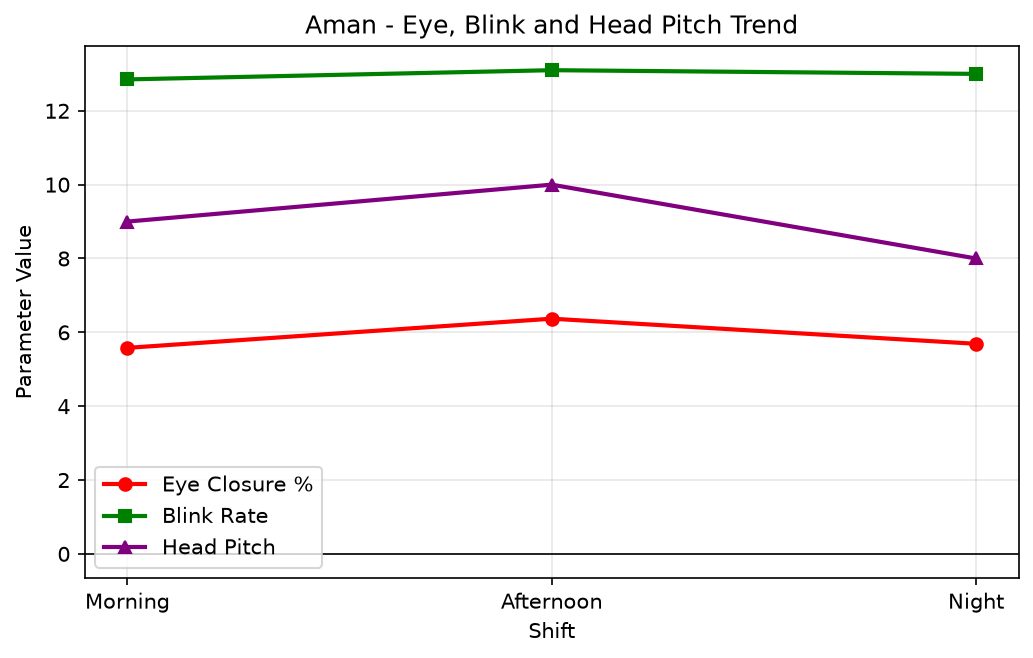 Aman - Eye, Blink and Head Pitch Trend
Parameter Value
12
10
8
6
4
2
0
Eye Closure %
Blink Rate
Head Pitch
Morning
Afternoon
Night
Shift